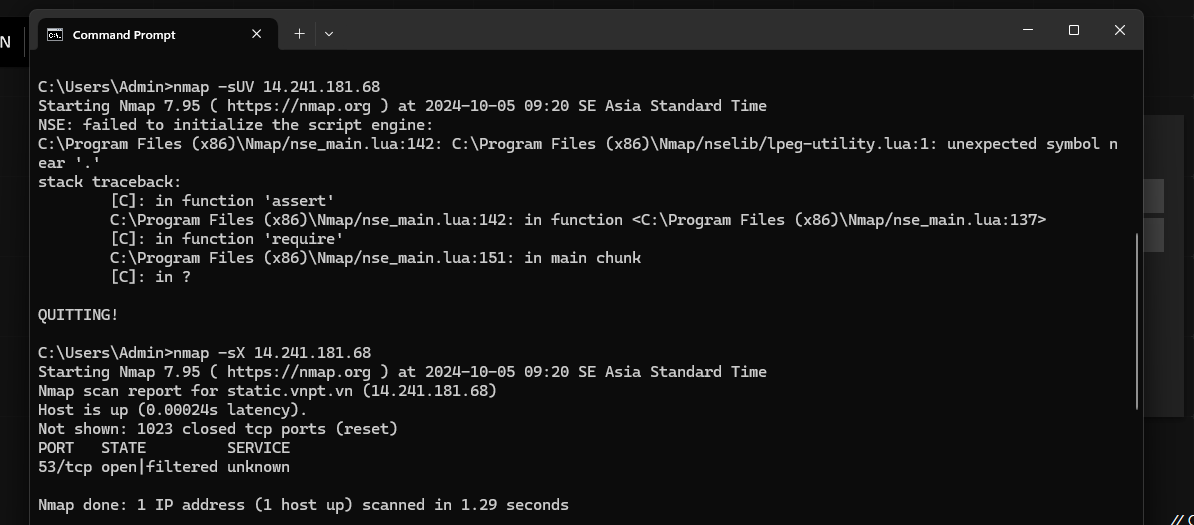 N
Command Prompt
C:\Users\Admin>nmap -sUV 14.241.181.68
Starting Nmap 7.95 ( https://nmap.org ) at 2024-10-05 09:20 SE Asia Standard Time
NSE: failed to initialize the script engine:
C:\Program Files (x86)\Nmap/nse_main.lua:142: C:\Program Files (x86)\Nmap/nselib/lpeg-utility.lua:1: unexpected symbol n
ear '.'
stack traceback:
        [C]: in function 'assert'
        C:\Program Files (x86)\Nmap/nse_main.lua:142: in function <C:\Program Files (x86)\Nmap/nse_main.lua:137>
        [C]: in function 'require'
        C:\Program Files (x86)\Nmap/nse_main.lua:151: in main chunk
        [C]: in ?
QUITTING!
C:\Users\Admin>nmap -sX 14.241.181.68
Starting Nmap 7.95 ( https://nmap.org ) at 2024-10-05 09:20 SE Asia Standard Time
Nmap scan report for static.vnpt.vn (14.241.181.68)
Host is up (0.00024s latency).
Not shown: 1023 closed tcp ports (reset)
PORT   STATE         SERVICE
53/tcp open|filtered unknown
Nmap done: 1 IP address (1 host up) scanned in 1.29 seconds
//